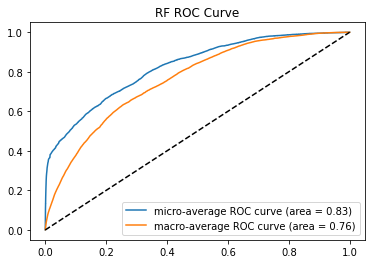 RF ROC Curve
1.0
0.8
0.6
0.4
0.2
0.0
0.0 0.2 0.4 0.6 0.8 1.0
micro-average ROC curve (area = 0.83)
macro-average ROC curve (area = 0.76)